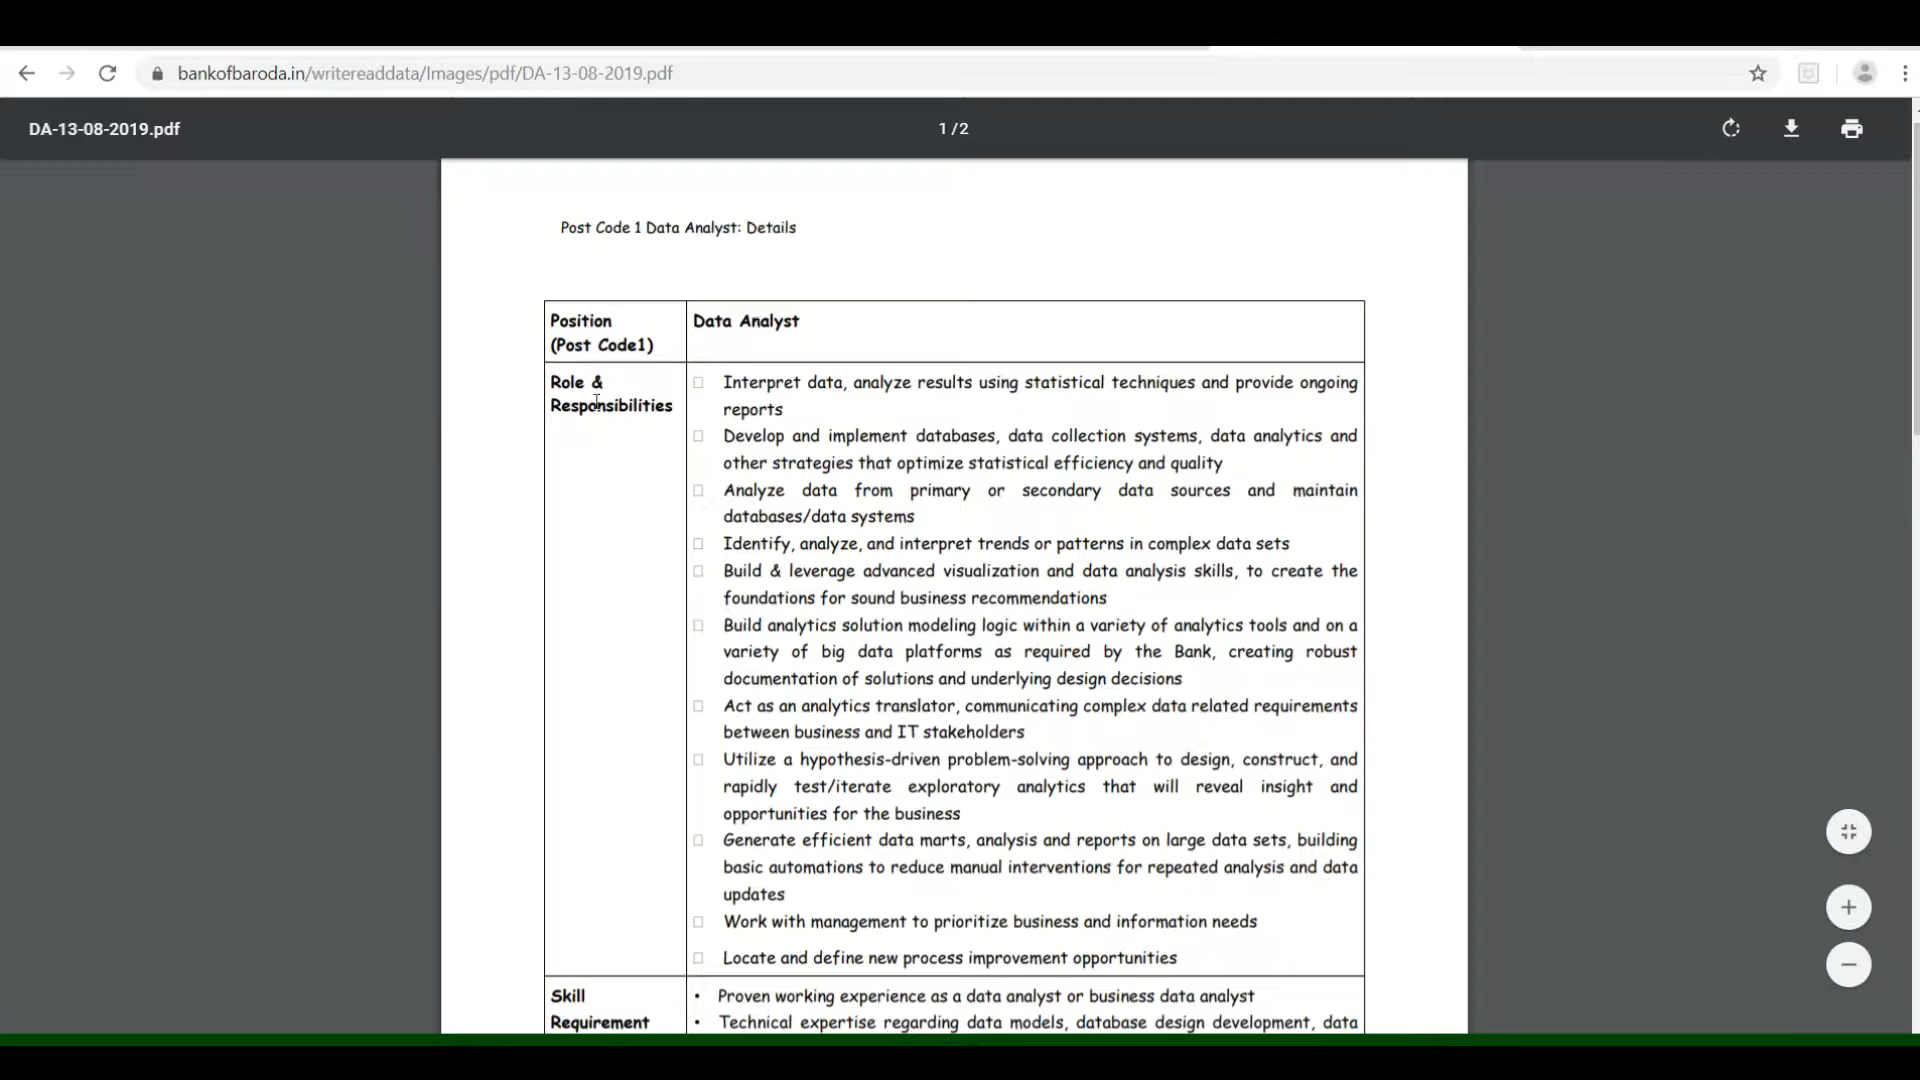 bankofbaroda.in/writereaddata/Images/pdf/DA-13-08-2019.pdf
DA-13-08-2019.pdf
1 / 2
Post Code 1 Data Analyst: Details
Position
(Post Code1)
Data Analyst
Role &
Responsibilities
Interpret data, analyze results using statistical techniques and provide ongoing
reports
Develop and implement databases, data collection systems, data analytics and
other strategies that optimize statistical efficiency and quality
Analyze data from primary or secondary data sources and maintain
databases/data systems
Identify, analyze, and interpret trends or patterns in complex data sets
Build & leverage advanced visualization and data analysis skills, to create the
foundations for sound business recommendations
Build analytics solution modeling logic within a variety of analytics tools and on a
variety of big data platforms as required by the Bank, creating robust
documentation of solutions and underlying design decisions
Act as an analytics translator, communicating complex data related requirements
between business and IT stakeholders
Utilize a hypothesis-driven problem-solving approach to design, construct, and
rapidly test/iterate exploratory analytics that will reveal insight and
opportunities for the business
Generate efficient data marts, analysis and reports on large data sets, building
basic automations to reduce manual interventions for repeated analysis and data
updates
Work with management to prioritize business and information needs
Locate and define new process improvement opportunities
Skill
Requirement
• Proven working experience as a data analyst or business data analyst
• Technical expertise regarding data models, database design development, data